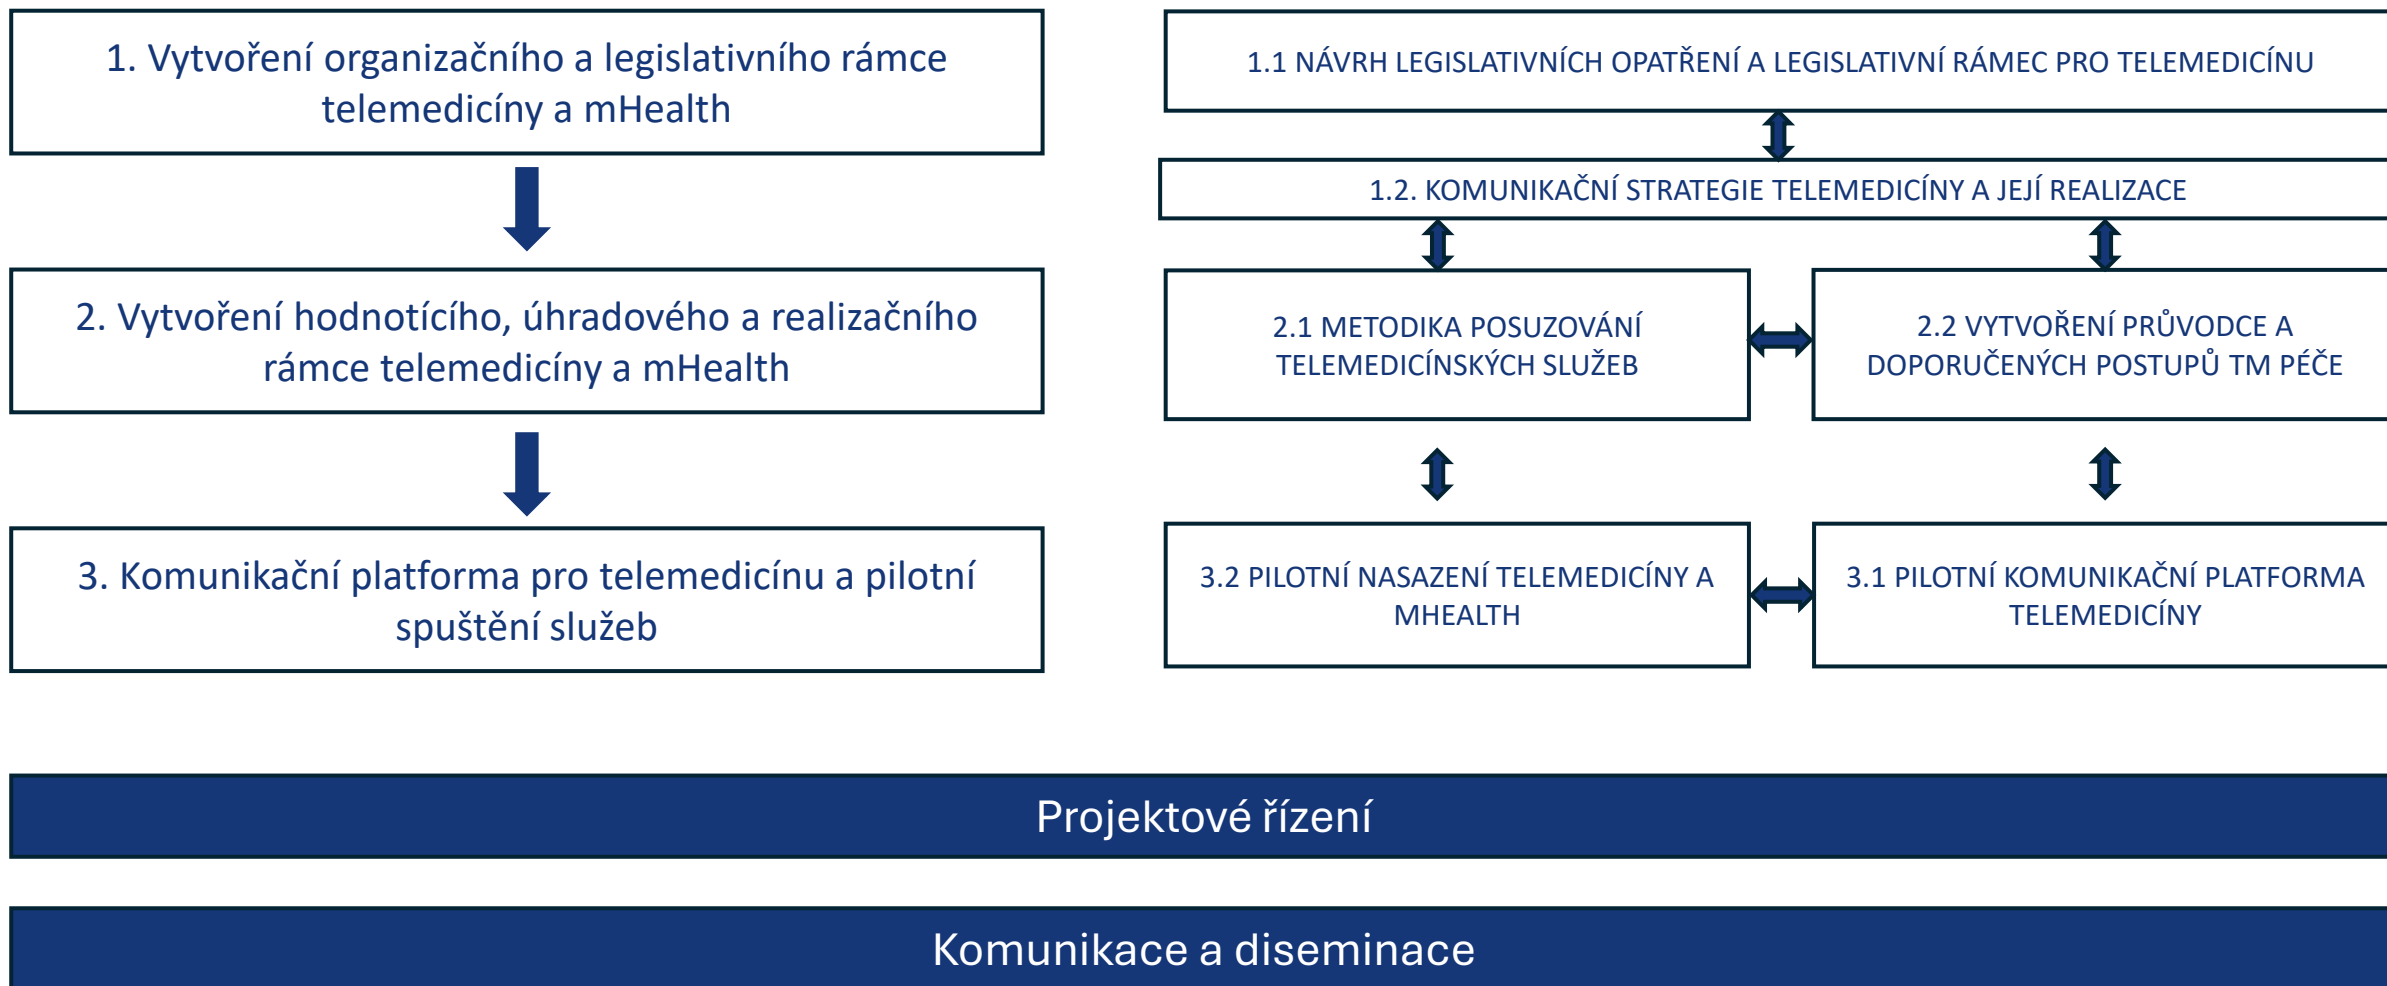 1. Vytvoření organizačního a legislativního rámce
telemedicíny a mHealth
2. Vytvoření hodnotícího, úhradového a realizačního
rámce telemedicíny a mHealth
3. Komunikační platforma pro telemedicínu a pilotní
spuštění služeb
1.1 NÁVRH LEGISLATIVNÍCH OPATŘENÍ A LEGISLATIVNÍ RÁMEC PRO TELEMEDICÍNU
1.2. KOMUNIKAČNÍ STRATEGIE TELEMEDICÍNY A JEJÍ REALIZACE
2.1 METODIKA POSUZOVÁNÍ
TELEMEDICÍNSKÝCH SLUŽEB
2.2 VYTVOŘENÍ PRŮVODCE A
DOPORUČENÝCH POSTUPŮ TM PÉČE
3.2 PILOTNÍ NASAZENÍ TELEMEDICÍNY A
MHEALTH
3.1 PILOTNÍ KOMUNIKAČNÍ PLATFORMA
TELEMEDICÍNY
Projektové řízení
Komunikace a diseminace